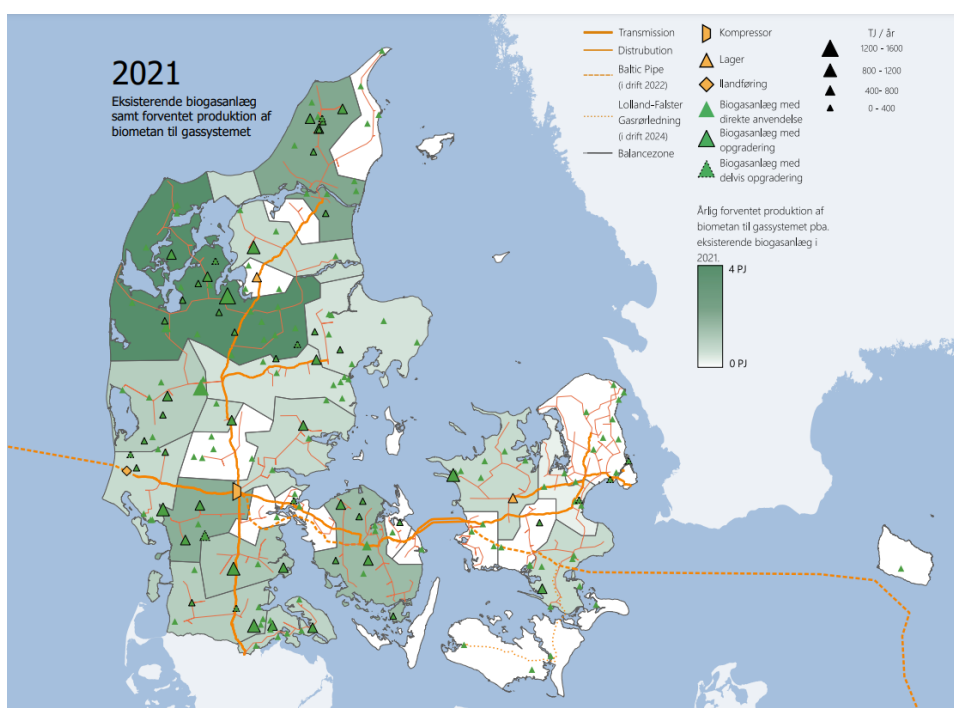 2021
Eksisterende biogasanlæg
samt forventet produktion af
biometan til gassystemet
Transmission
Distrubution
Baltic Pipe
(i drift 2022)
Lolland-Falster
Gasrørledning
(i drift 2024)
Balancezone
Kompressor
Lager
Ilandføring
Biogasanlæg med
direkte anvendelse
Biogasanlæg med
opgradering
Biogasanlæg med
delvis opgradering
TJ / år
1200 - 1600
800 - 1200
400 - 800
0 - 400
Årlig forventet produktion af
biometan til gassystemet pba.
eksisterende biogasanlæg i
2021.
4 PJ
0 PJ